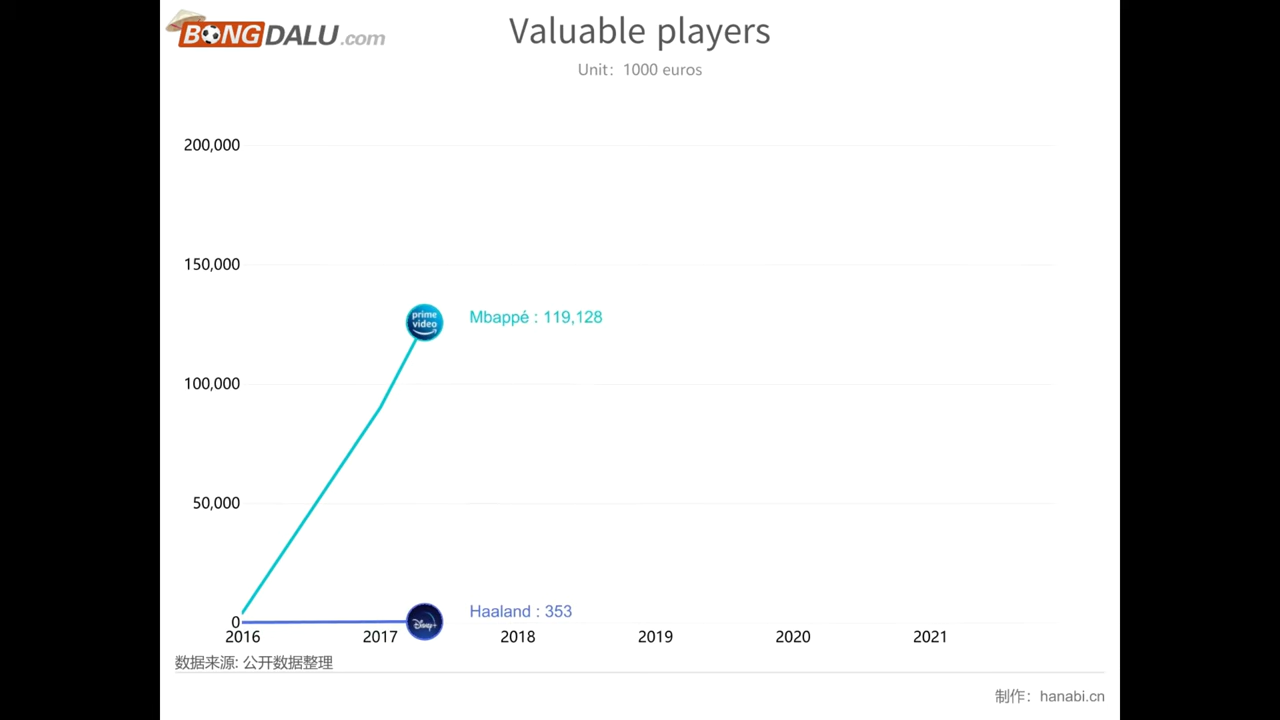 BONGDALU.com
Valuable players
Unit: 1000 euros
200,000
150,000
prime video
Mbappé : 119,128
100,000
50,000
Disney+
Haaland : 353
0
2016 2017 2018 2019 2020 2021
数据来源: 公开数据整理
制作：hanabi.cn